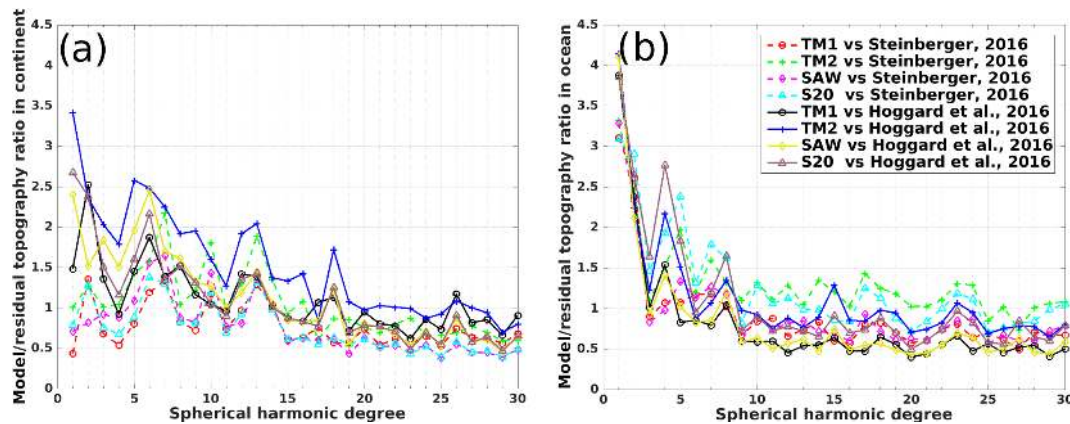 (a)
Model/residual topography ratio in continent
4.5
4
3.5
3
2.5
2
1.5
1
0.5
0
0 5 10 15 20 25 30
Spherical harmonic degree
(b)
Model/residual topography ratio in ocean
4.5
4
3.5
3
2.5
2
1.5
1
0.5
0
0 5 10 15 20 25 30
Spherical harmonic degree
TM1 vs Steinberger, 2016
TM2 vs Steinberger, 2016
SAW vs Steinberger, 2016
S20 vs Steinberger, 2016
TM1 vs Hoggard et al., 2016
TM2 vs Hoggard et al., 2016
SAW vs Hoggard et al., 2016
S20 vs Hoggard et al., 2016